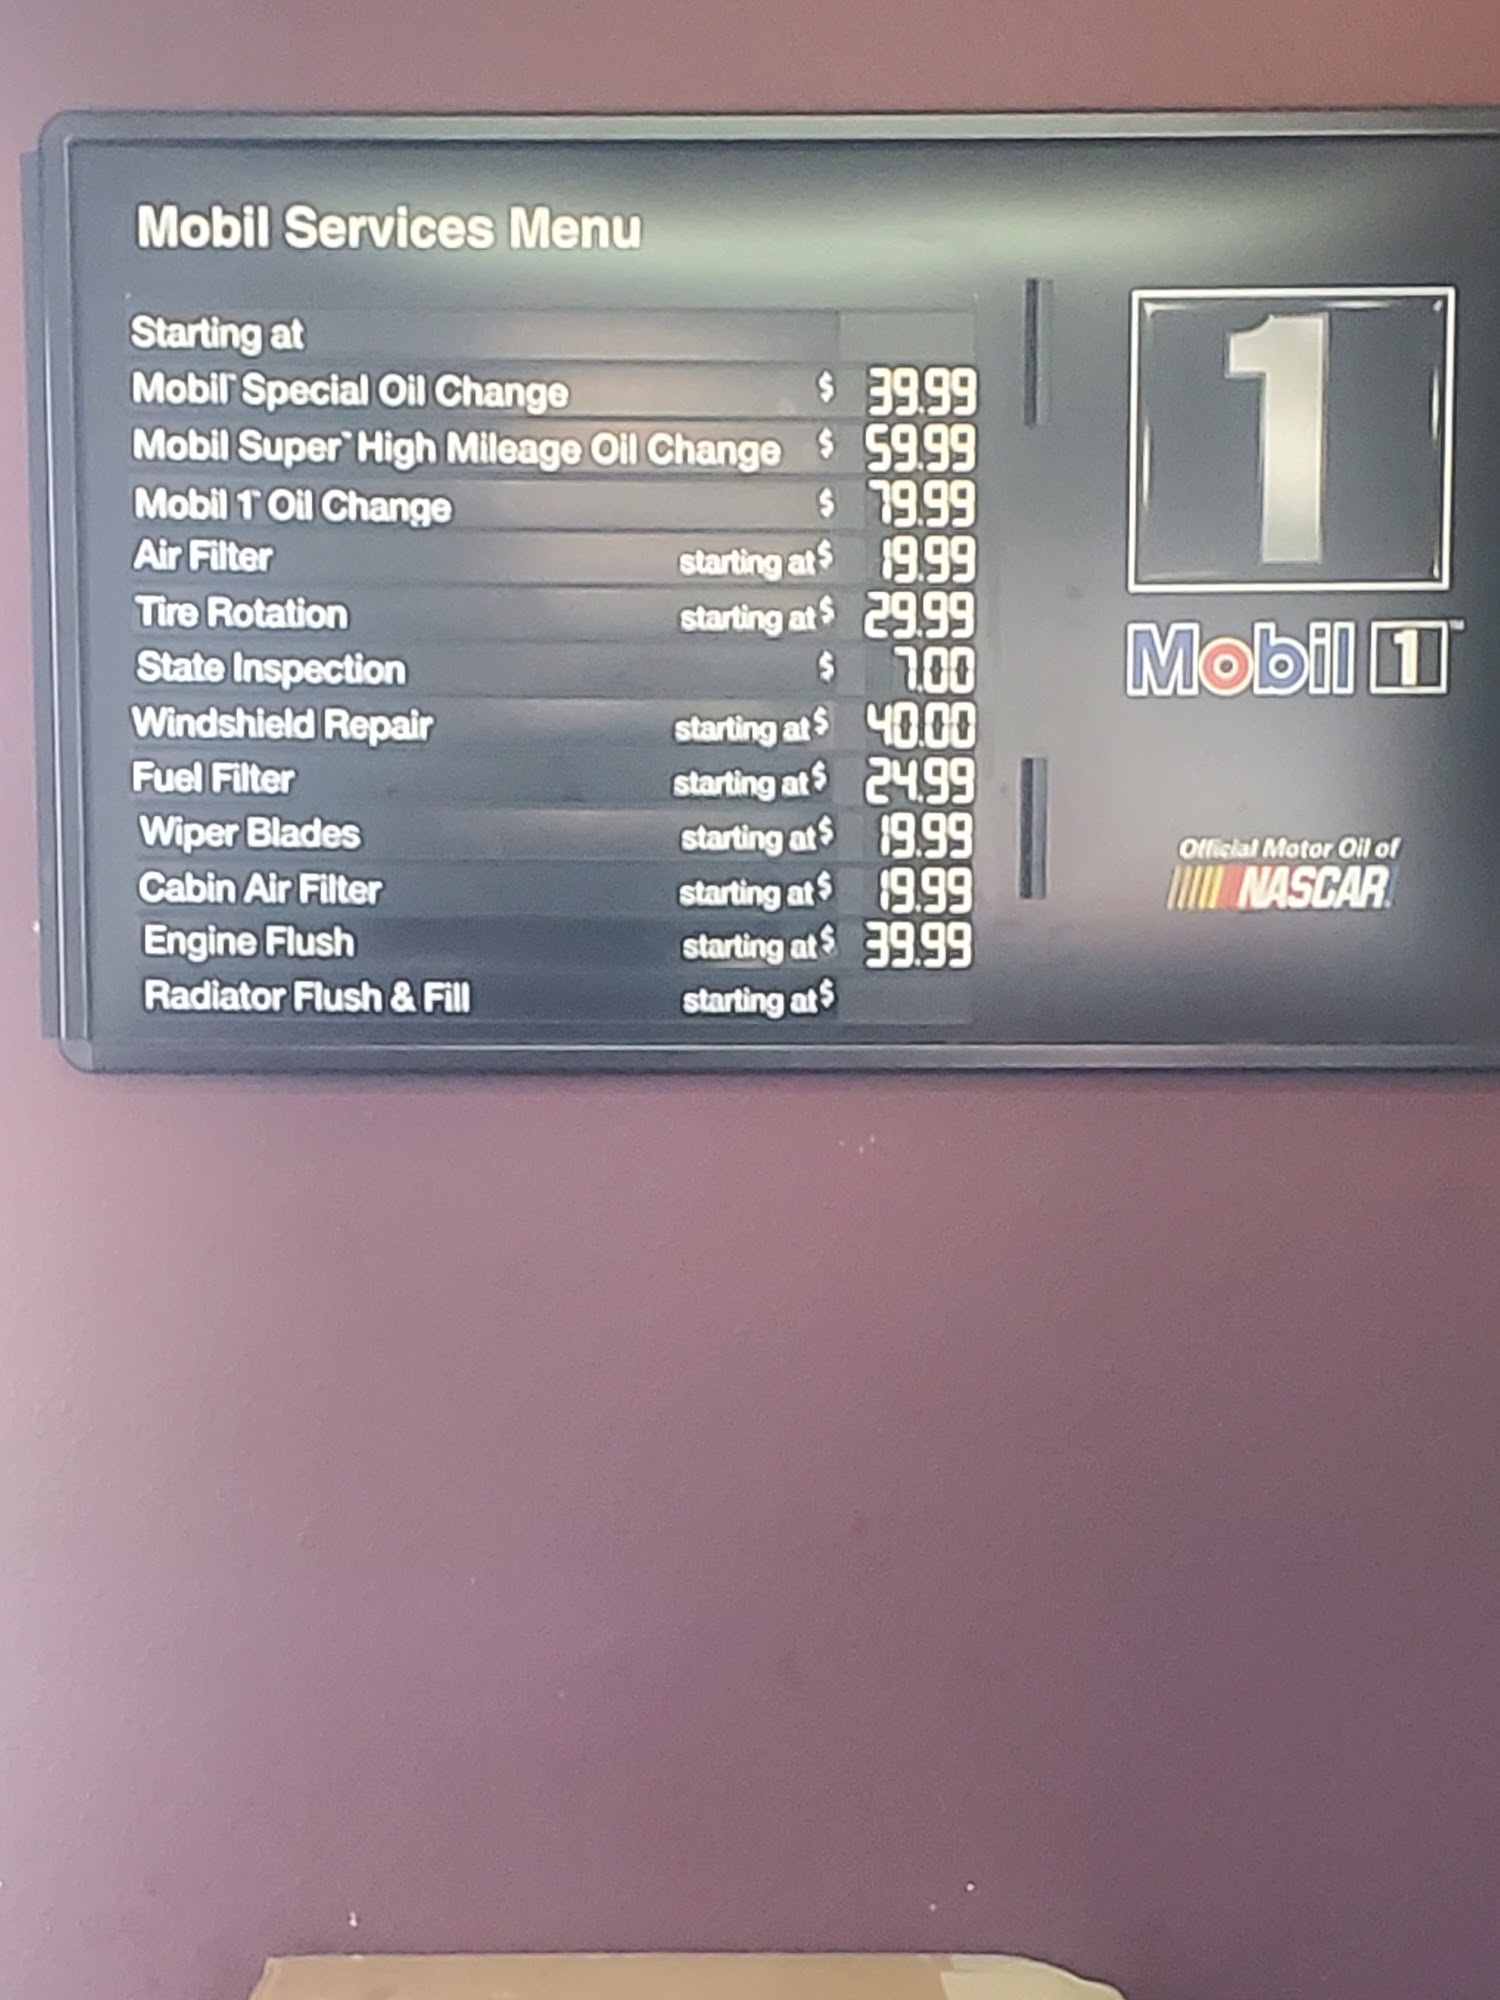 Mobil Services Menu
Starting at
Mobil™ Special Oil Change $ 39.99
Mobil Super™ High Mileage Oil Change $ 59.99
Mobil 1™ Oil Change $ 79.99
Air Filter starting at $ 19.99
Tire Rotation starting at $ 29.99
State Inspection $ 7.00
Windshield Repair starting at $ 40.00
Fuel Filter starting at $ 24.99
Wiper Blades starting at $ 19.99
Cabin Air Filter starting at $ 19.99
Engine Flush starting at $ 39.99
Radiator Flush & Fill starting at $
1
Mobil 1™
Official Motor Oil of
NASCAR.